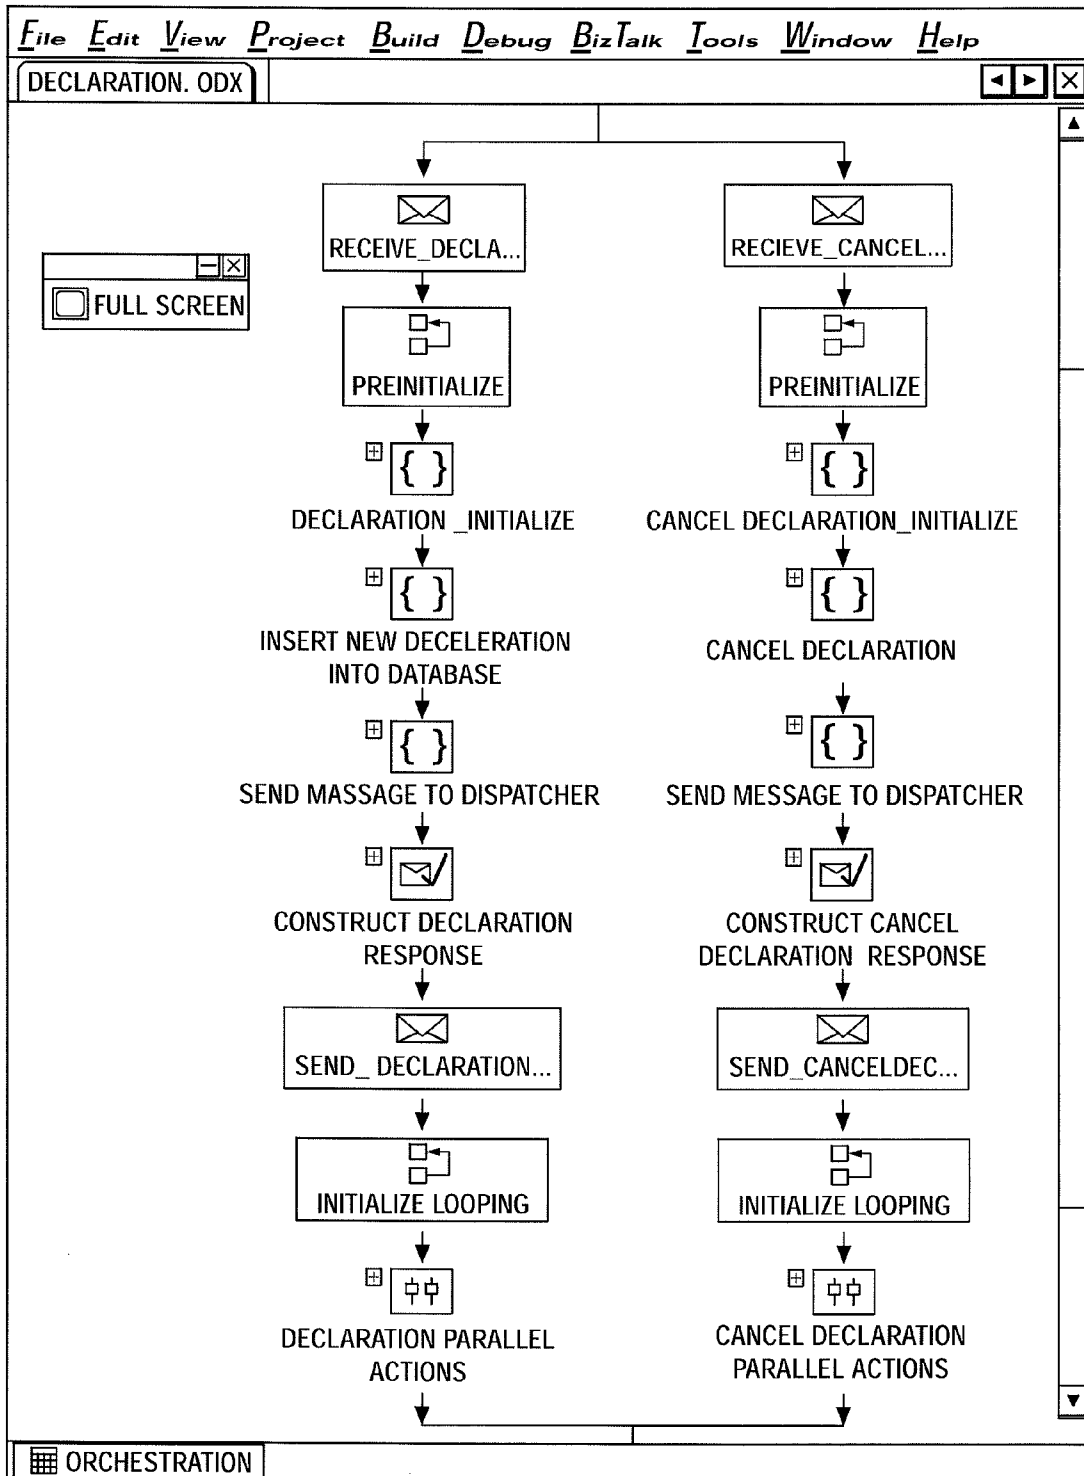 File Edit View Project Build Debug BizTalk Tools Window Help
DECLARATION. ODX
RECEIVE_DECLA...
RECIEVE_CANCEL...
FULL SCREEN
PREINITIALIZE
PREINITIALIZE
DECLARATION _INITIALIZE
CANCEL DECLARATION_INITIALIZE
INSERT NEW DECELERATION
INTO DATABASE
CANCEL DECLARATION
SEND MASSAGE TO DISPATCHER
SEND MESSAGE TO DISPATCHER
CONSTRUCT DECLARATION
RESPONSE
CONSTRUCT CANCEL
DECLARATION RESPONSE
SEND_ DECLARATION...
SEND_CANCELDEC...
INITIALIZE LOOPING
INITIALIZE LOOPING
DECLARATION PARALLEL
ACTIONS
CANCEL DECLARATION
PARALLEL ACTIONS
ORCHESTRATION